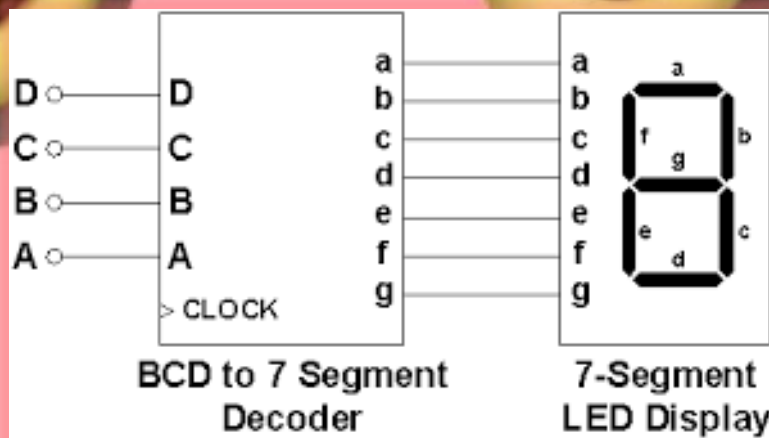 D D a a a
C C b b f b
B B c c g
A A d d e c
e e d
f f
g g
> CLOCK
BCD to 7 Segment
Decoder
7-Segment
LED Display